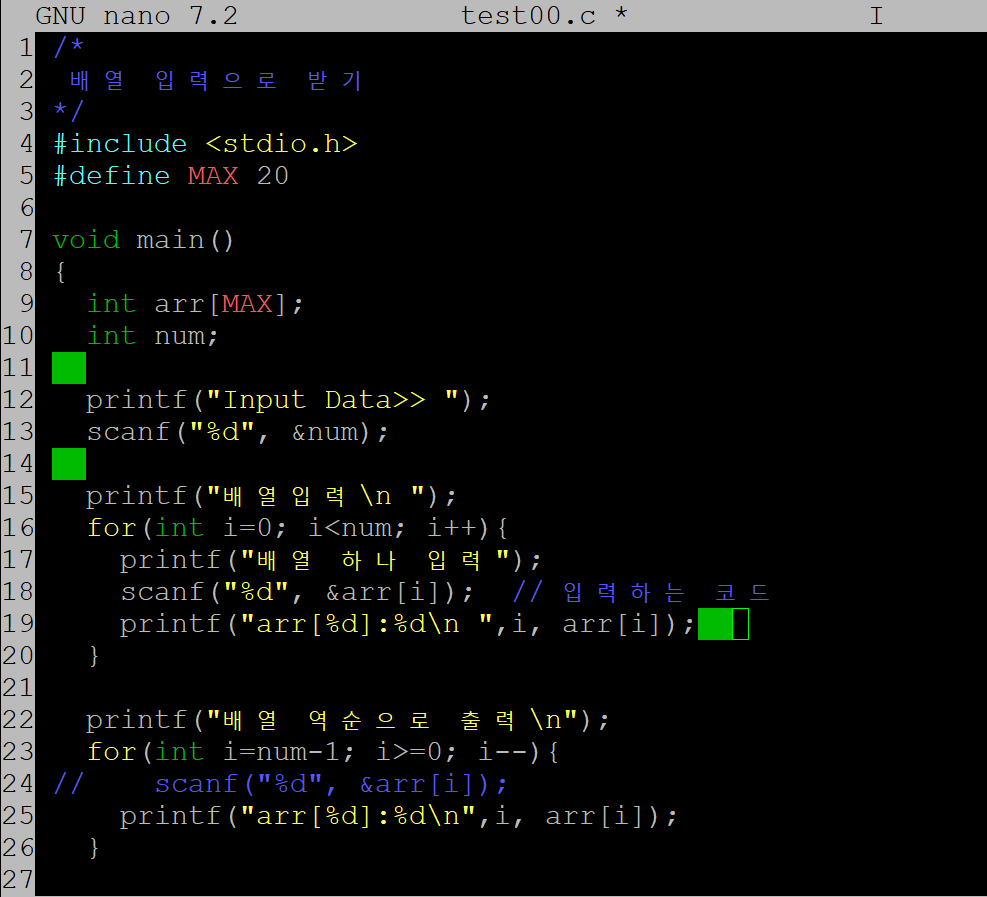 GNU nano 7.2 test00.c * I
1 /*
2 배열 입력으로 받기
3 */
4 #include <stdio.h>
5 #define MAX 20
6
7 void main()
8 {
9 int arr[MAX];
10 int num;
11
12 printf("Input Data>> ");
13 scanf("%d", &num);
14
15 printf("배열입력\n ");
16 for(int i=0; i<num; i++){
17 printf("배열 하나 입력");
18 scanf("%d", &arr[i]); // 입력하는 코드
19 printf("arr[%d]:%d\n ",i, arr[i]);
20 }
21
22 printf("배열 역순으로 출력\n");
23 for(int i=num-1; i>=0; i--){
24 // scanf("%d", &arr[i]);
25 printf("arr[%d]:%d\n",i, arr[i]);
26 }
27